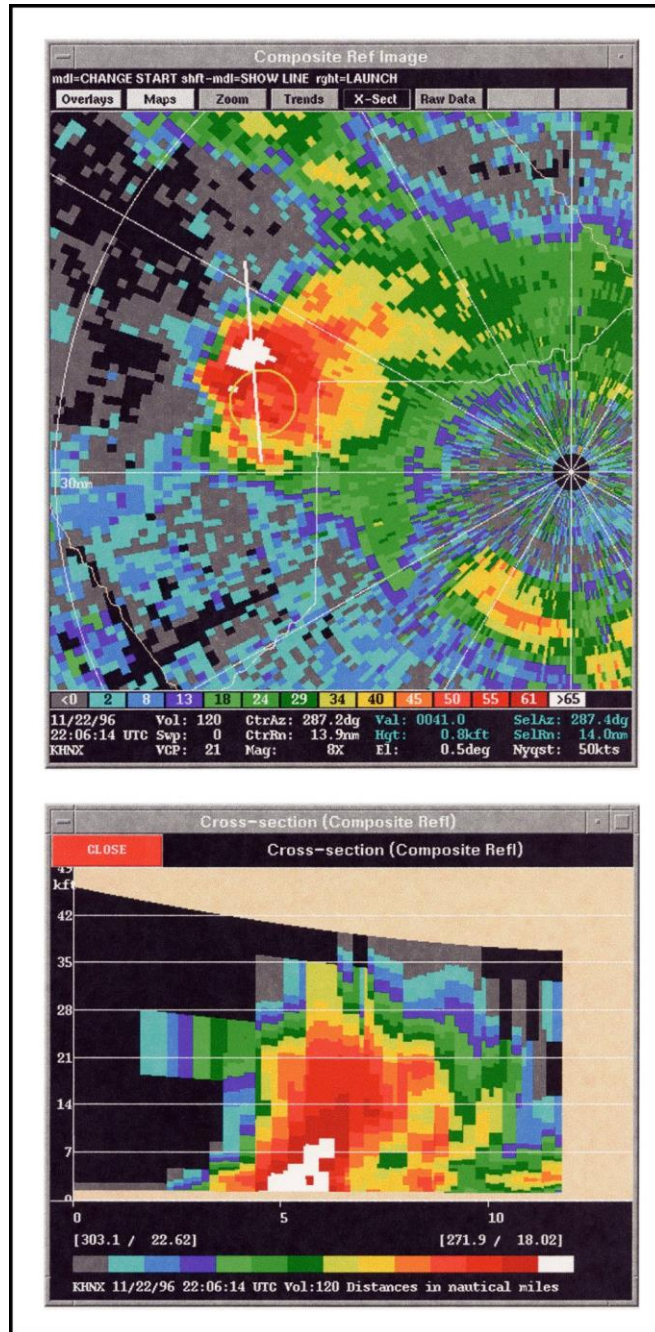 Composite Ref Image
mdl=CHANGE START shft-mdl=SHOW LINE rght=LAUNCH
Overlays Maps Zoom Trends X-Sect Raw Data
30nm
<0 2 8 13 18 24 29 34 40 45 50 55 61 >65
11/22/96 Vol: 120 CtrAz: 287.2dg Val: 0041.0 SelAz: 287.4dg
22:06:14 UTC Swp: 0 CtrRn: 13.9nm Hgt: 0.8kft SelRn: 14.0nm
KHNX VCP: 21 Mag: 8X El: 0.5deg Nyqst: 50kts
Cross-section (Composite Refl)
CLOSE Cross-section (Composite Refl)
49
kft
42
35
28
21
14
7
0
0 5 10
[303.1 / 22.62] [271.9 / 18.02]
KHNX 11/22/96 22:06:14 UTC Vol:120 Distances in nautical miles